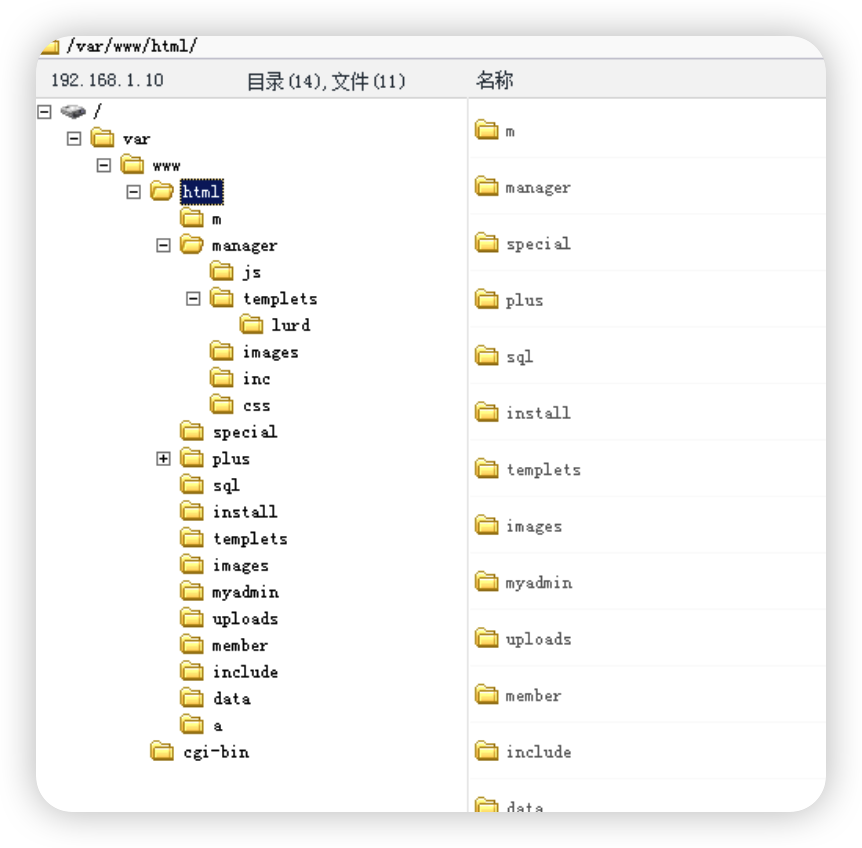 /var/www/html/
192.168.1.10 目录(14),文件(11) 名称
/
var
www
html
m
manager
js
templets
lurd
images
inc
css
special
plus
sql
install
templets
images
myadmin
uploads
member
include
data
a
cgi-bin
m
manager
special
plus
sql
install
templets
images
myadmin
uploads
member
include
data